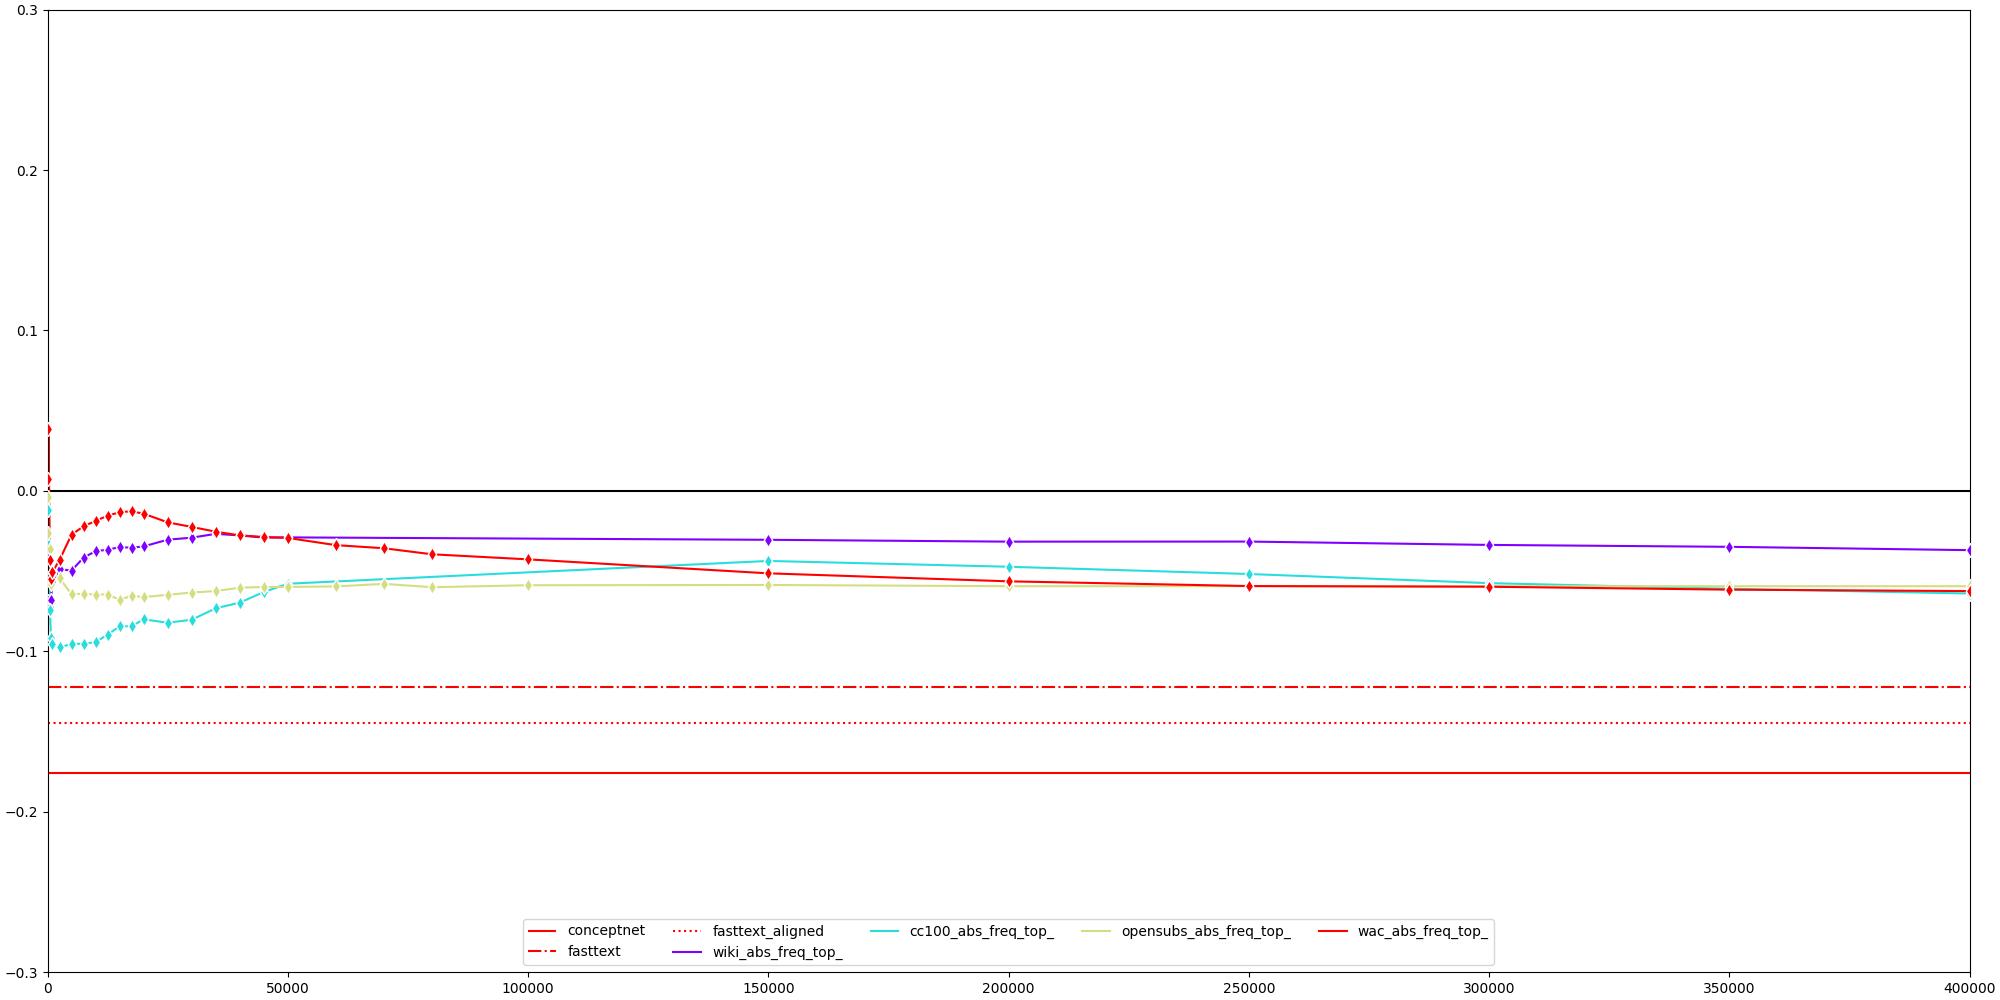 0.3
0.2
0.1
0.0
−0.1
−0.2
−0.3
0 50000 100000 150000 200000 250000 300000 350000 400000
conceptnet fasttext_aligned cc100_abs_freq_top_ opensubs_abs_freq_top_ wac_abs_freq_top_
fasttext wiki_abs_freq_top_